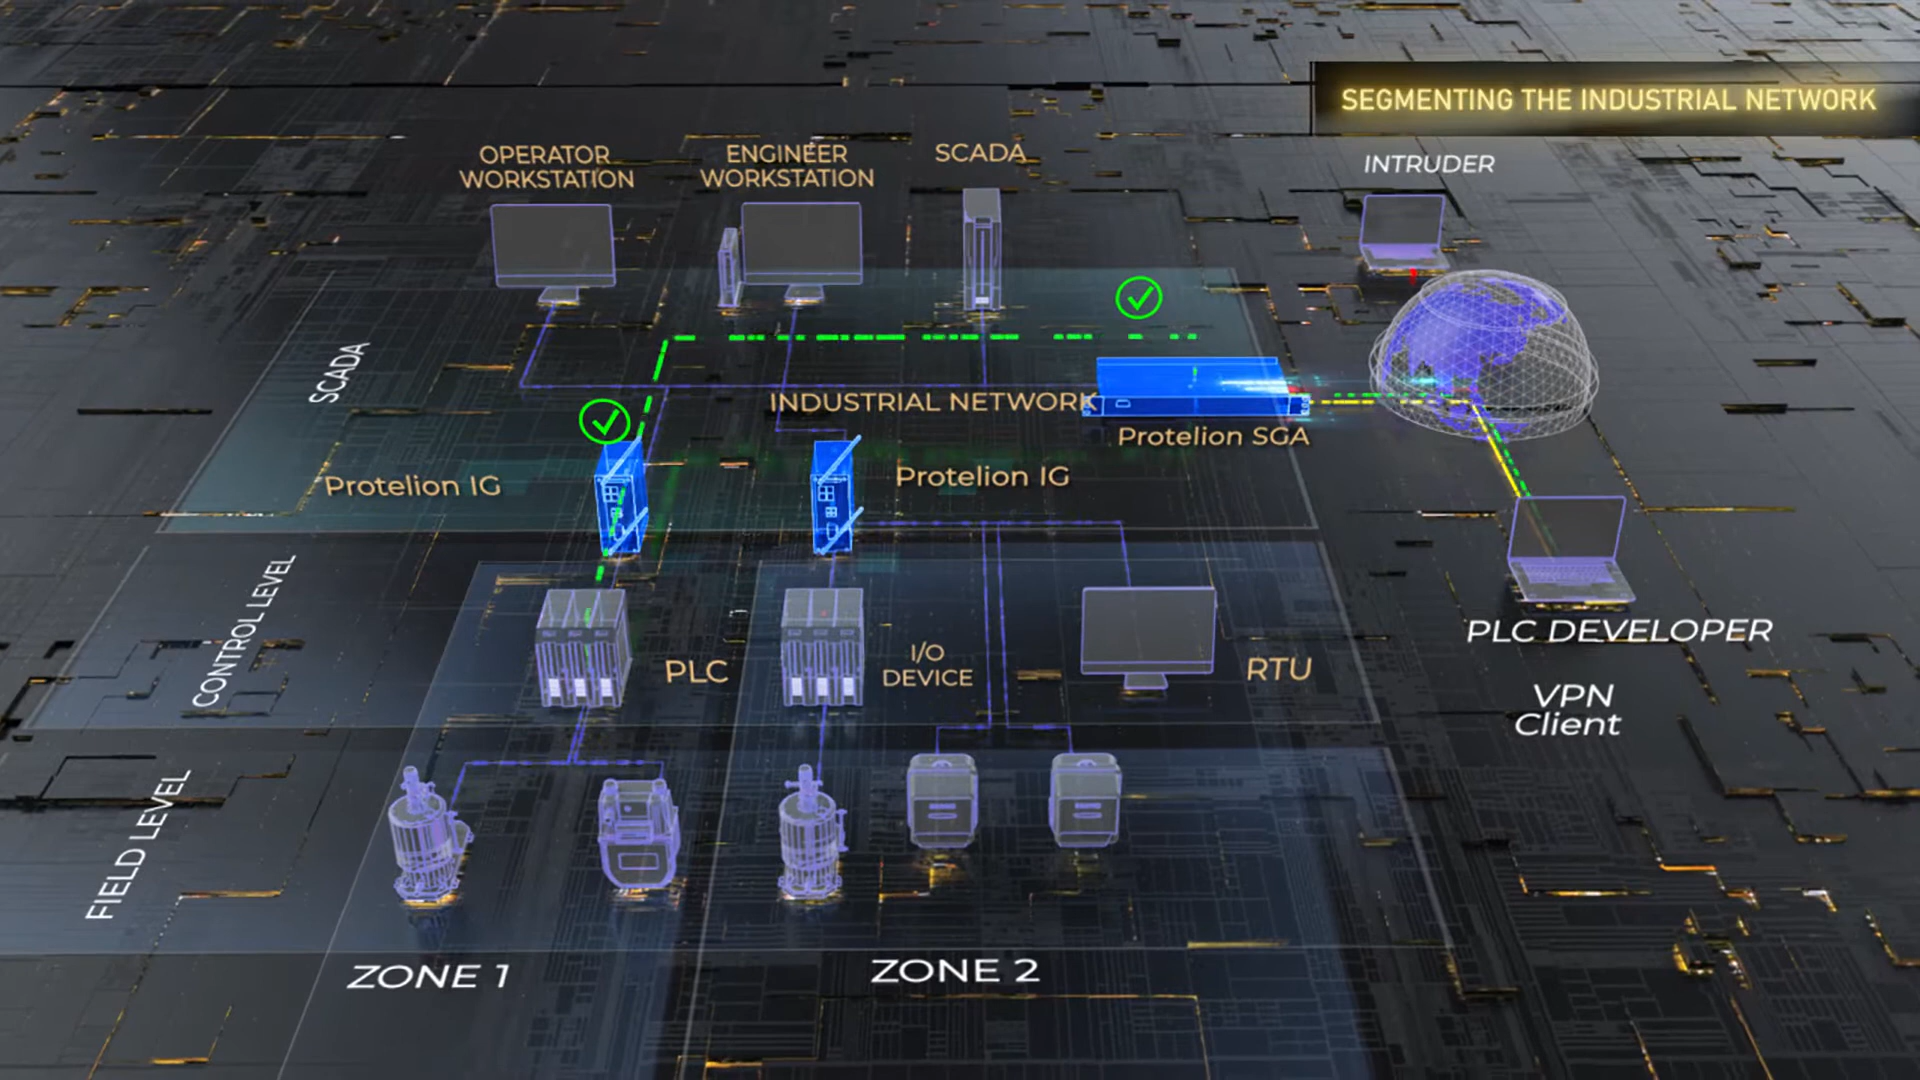 SEGMENTING THE INDUSTRIAL NETWORK
OPERATOR
WORKSTATION
ENGINEER
WORKSTATION
SCADA
INTRUDER
SCADA
INDUSTRIAL NETWORK
Protelion SGA
Protelion IG
Protelion IG
CONTROL LEVEL
PLC
I/O
DEVICE
RTU
PLC DEVELOPER
VPN
Client
FIELD LEVEL
ZONE 1
ZONE 2